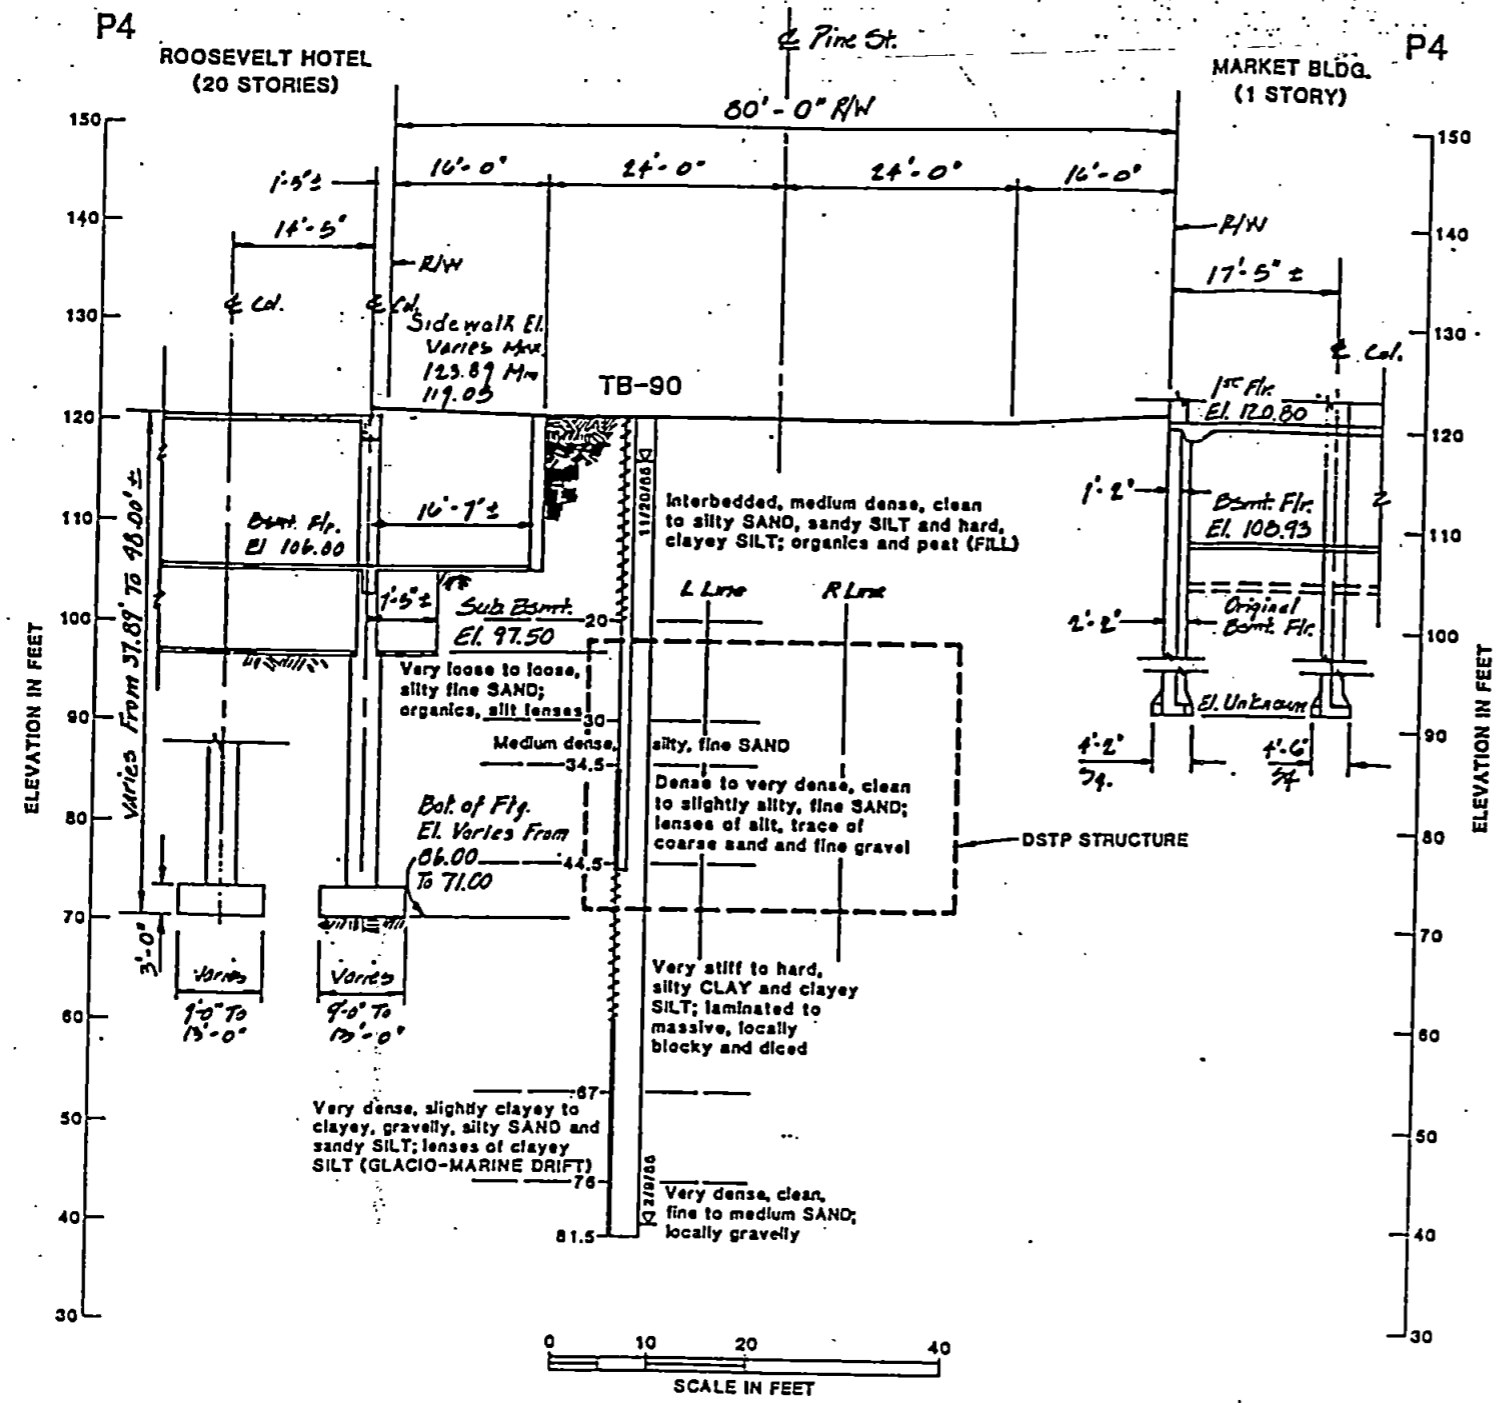 P4
P4
ROOSEVELT HOTEL
(20 STORIES)
℄ Pine St.
MARKET BLDG.
(1 STORY)
80'-0" R/W
1'-5"±
16'-0"
24'-0"
24'-0"
16'-0"
14'-5"
R/W
R/W
17'-5" ±
℄ Col.
℄ Col.
℄ Col.
Sidewalk El.
Varies Max.
123.89 Min
119.05
TB-90
1st Flr.
El. 120.80
150
140
130
120
110
100
90
80
70
60
50
40
30
ELEVATION IN FEET
Varies From 37.89' To 48.00' ±
Bsmt. Flr.
El 106.00
16'-7" ±
11/20/86
Interbedded, medium dense, clean
to silty SAND, sandy SILT and hard,
clayey SILT; organics and peat (FILL)
1'-2"
Bsmt. Flr.
El. 108.93
1'-5" ±
Sub Bsmt.
El. 97.50
20
L Line
R Line
2'-2"
Original
Bsmt. Flr.
Very loose to loose,
silty fine SAND;
organics, silt lenses
30
El. Unknown
Medium dense, silty, fine SAND
34.5
4'-2"
Sq.
4'-6"
Sq.
Dense to very dense, clean
to slightly silty, fine SAND;
lenses of silt, trace of
coarse sand and fine gravel
Bot. of Ftg.
El. Varies From
86.00
To 71.00
44.5
DSTP STRUCTURE
3'-0"
Varies
9'-0" To
13'-0"
Varies
9'-0" To
13'-0"
Very stiff to hard,
silty CLAY and clayey
SILT; laminated to
massive, locally
blocky and diced
67
Very dense, slightly clayey to
clayey, gravelly, silty SAND and
sandy SILT; lenses of clayey
SILT (GLACIO-MARINE DRIFT)
76
2/9/86
Very dense, clean,
fine to medium SAND;
locally gravelly
81.5
150
140
130
120
110
100
90
80
70
60
50
40
30
ELEVATION IN FEET
0 10 20 40
SCALE IN FEET